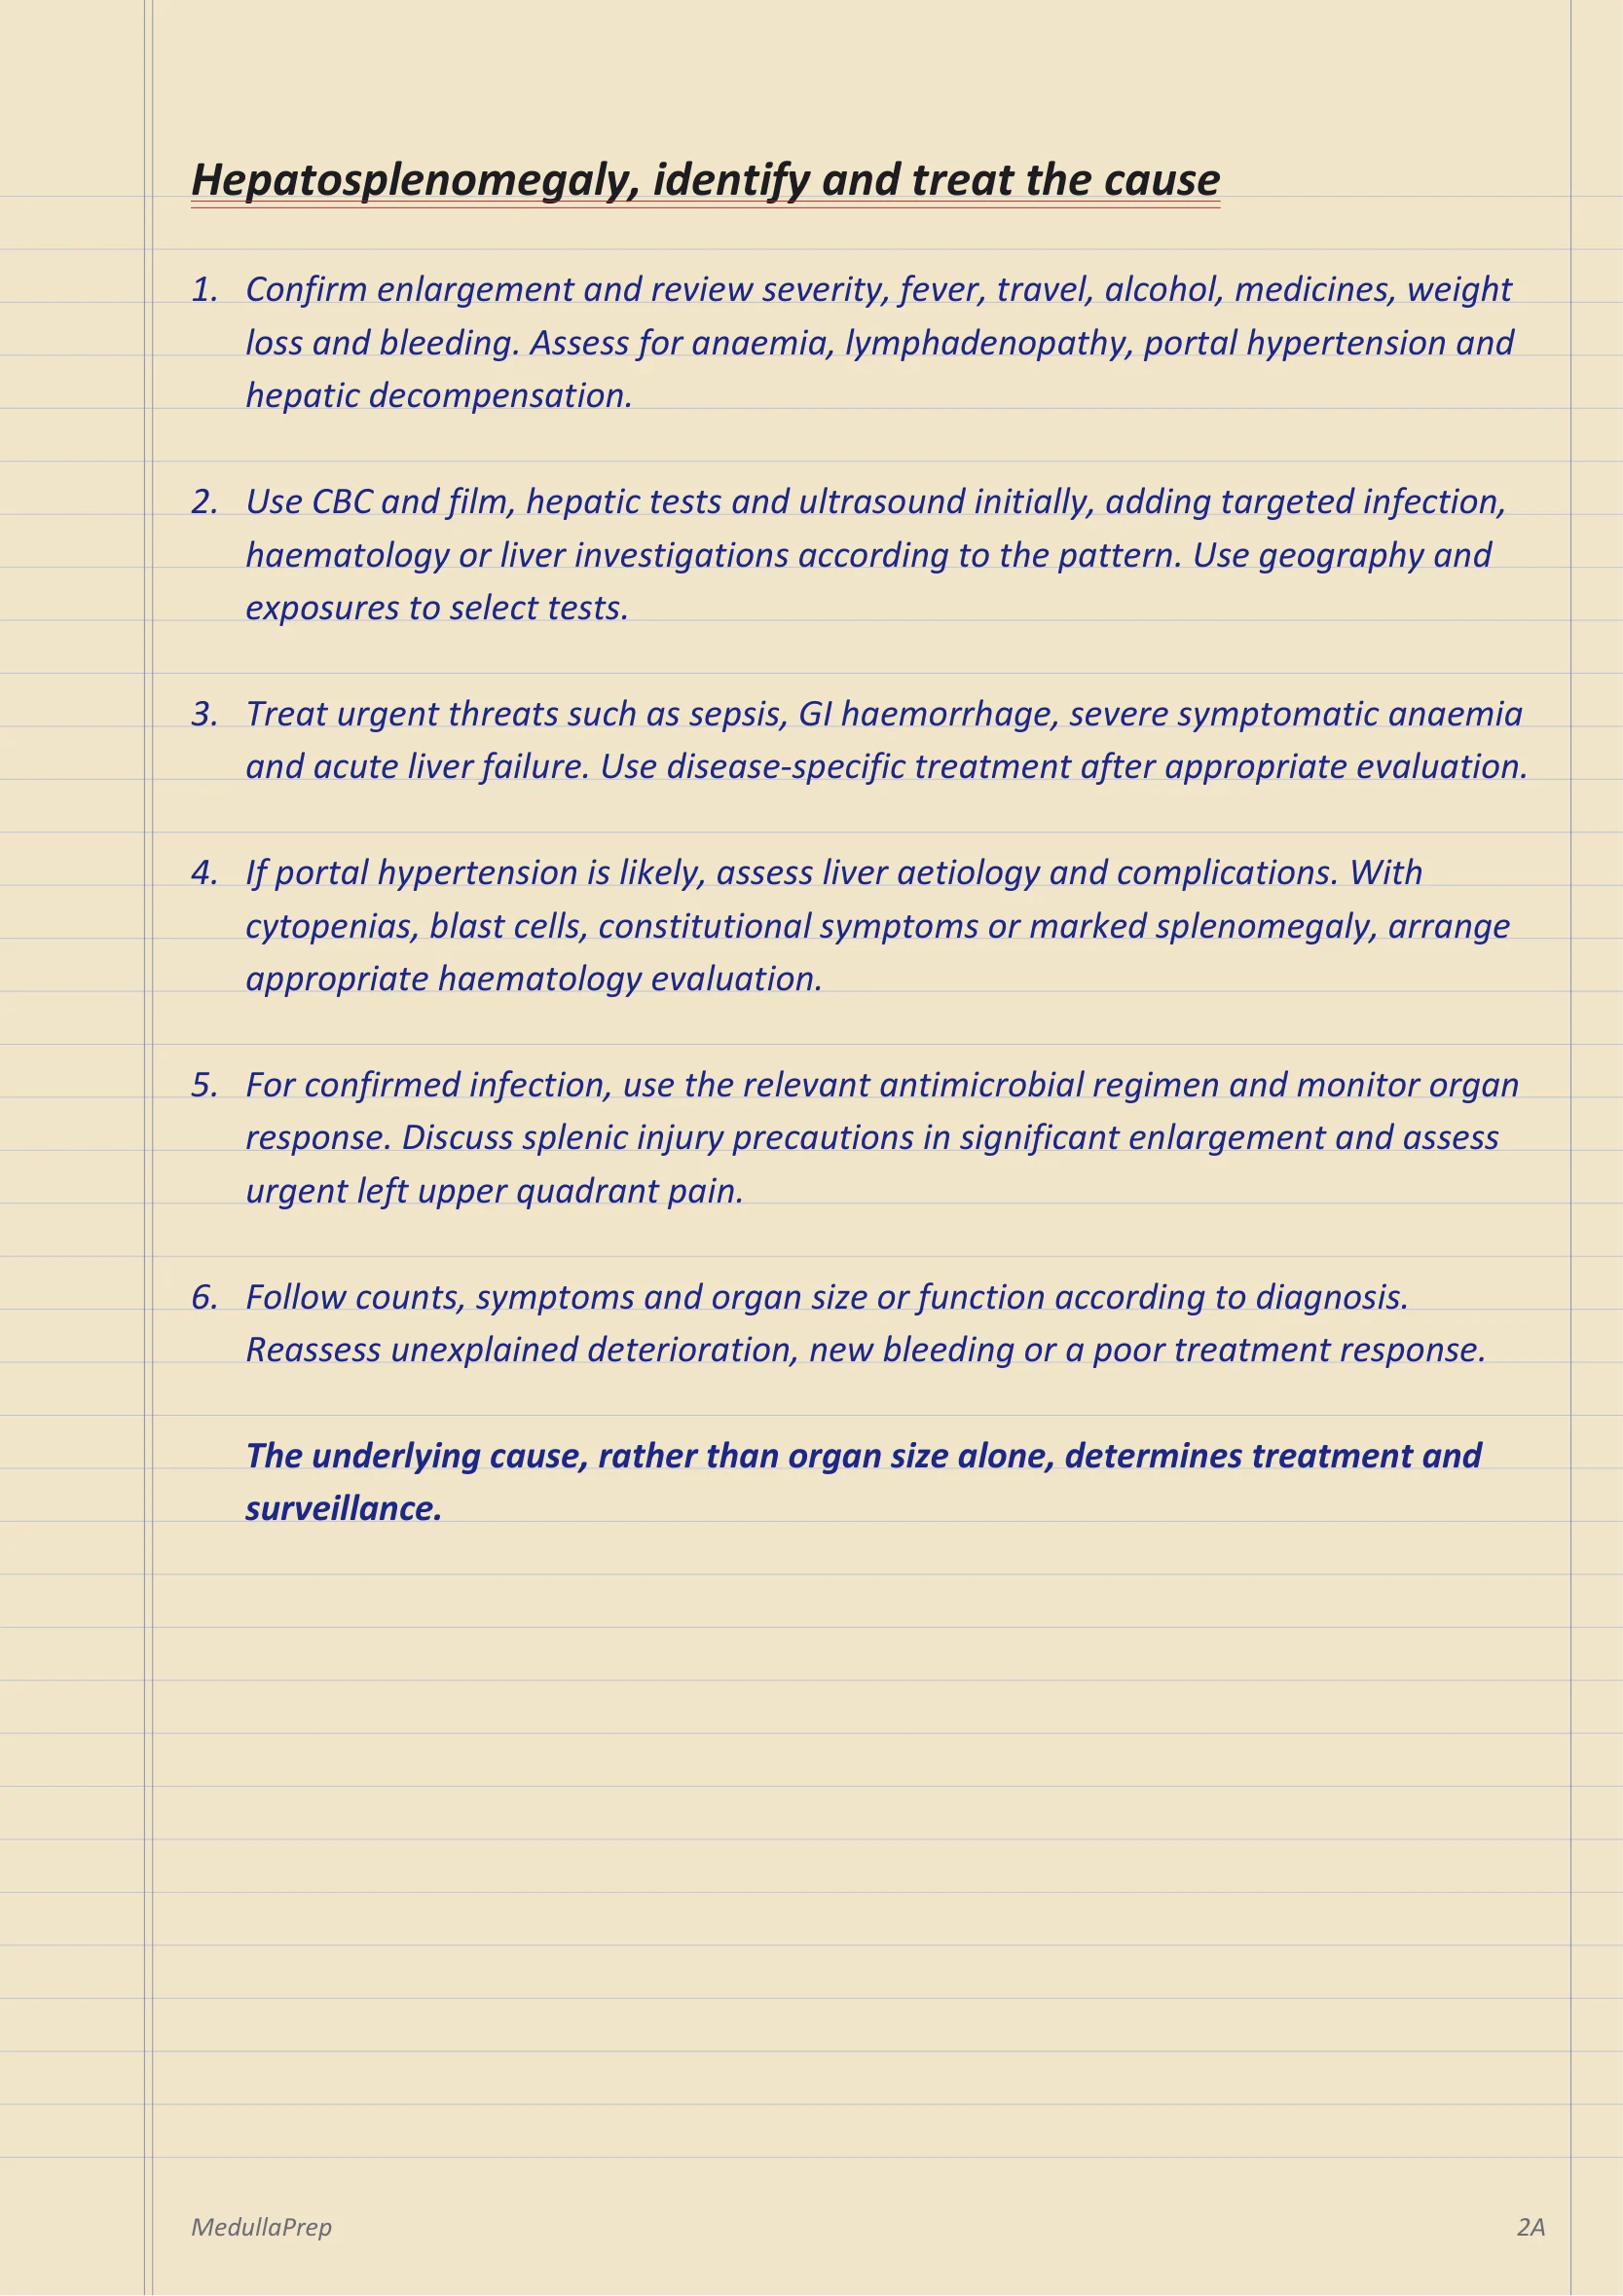 Hepatosplenomegaly, identify and treat the cause
1. Confirm enlargement and review severity, fever, travel, alcohol, medicines, weight
loss and bleeding. Assess for anaemia, lymphadenopathy, portal hypertension and
hepatic decompensation.
2. Use CBC and film, hepatic tests and ultrasound initially, adding targeted infection,
haematology or liver investigations according to the pattern. Use geography and
exposures to select tests.
3. Treat urgent threats such as sepsis, GI haemorrhage, severe symptomatic anaemia
and acute liver failure. Use disease-specific treatment after appropriate evaluation.
4. If portal hypertension is likely, assess liver aetiology and complications. With
cytopenias, blast cells, constitutional symptoms or marked splenomegaly, arrange
appropriate haematology evaluation.
5. For confirmed infection, use the relevant antimicrobial regimen and monitor organ
response. Discuss splenic injury precautions in significant enlargement and assess
urgent left upper quadrant pain.
6. Follow counts, symptoms and organ size or function according to diagnosis.
Reassess unexplained deterioration, new bleeding or a poor treatment response.
The underlying cause, rather than organ size alone, determines treatment and
surveillance.
MedullaPrep
2A